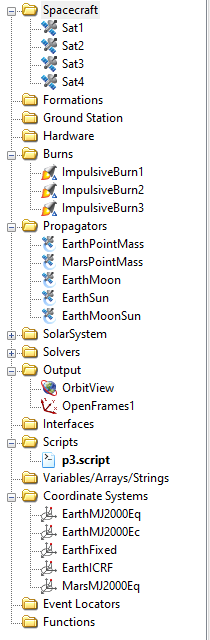 Spacecraft
Sat1
Sat2
Sat3
Sat4
Formations
Ground Station
Hardware
Burns
ImpulsiveBurn1
ImpulsiveBurn2
ImpulsiveBurn3
Propagators
EarthPointMass
MarsPointMass
EarthMoon
EarthSun
EarthMoonSun
SolarSystem
Solvers
Output
OrbitView
OpenFrames1
Interfaces
Scripts
p3.script
Variables/Arrays/Strings
Coordinate Systems
EarthMJ2000Eq
EarthMJ2000Ec
EarthFixed
EarthICRF
MarsMJ2000Eq
Event Locators
Functions